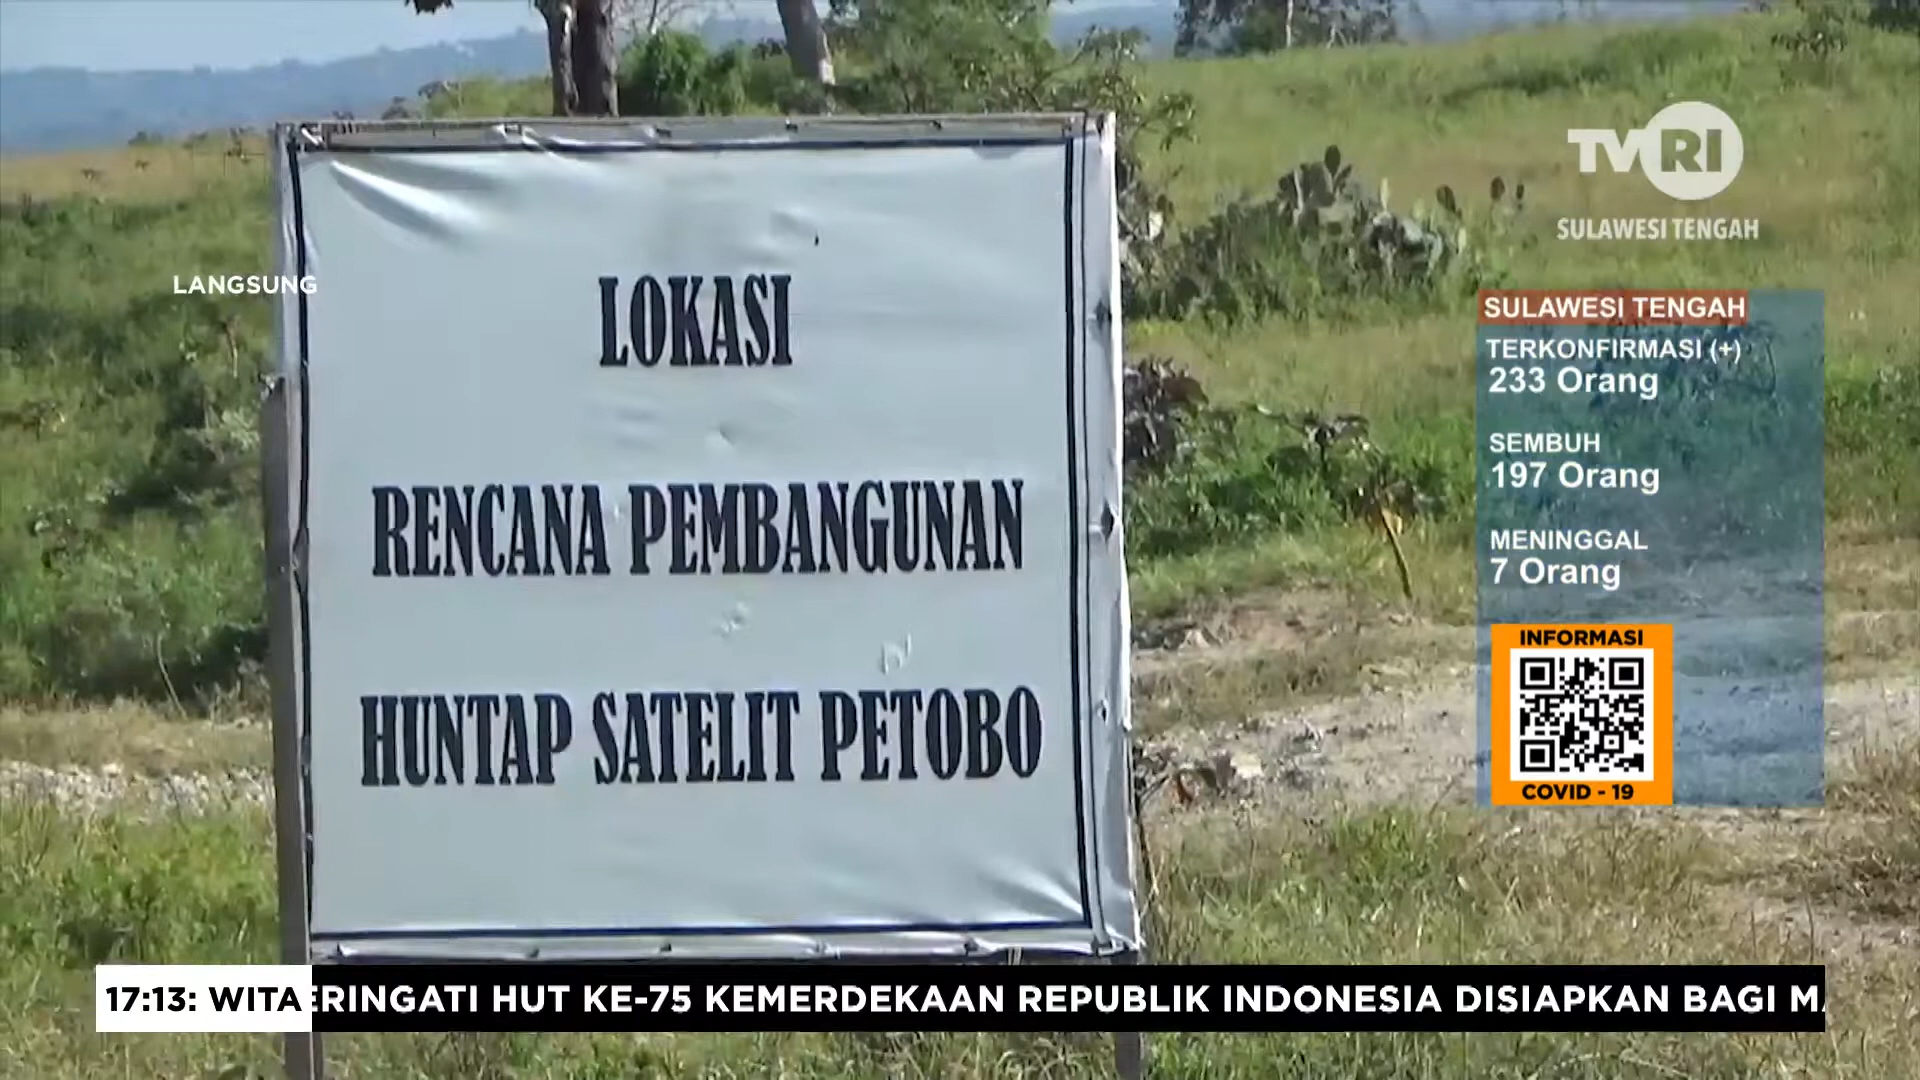 TVRI
SULAWESI TENGAH
LANGSUNG
LOKASI
RENCANA PEMBANGUNAN
HUNTAP SATELIT PETOBO
SULAWESI TENGAH
TERKONFIRMASI (+)
233 Orang
SEMBUH
197 Orang
MENINGGAL
7 Orang
INFORMASI
COVID - 19
17:13: WITA
ERINGATI HUT KE-75 KEMERDEKAAN REPUBLIK INDONESIA DISIAPKAN BAGI MA